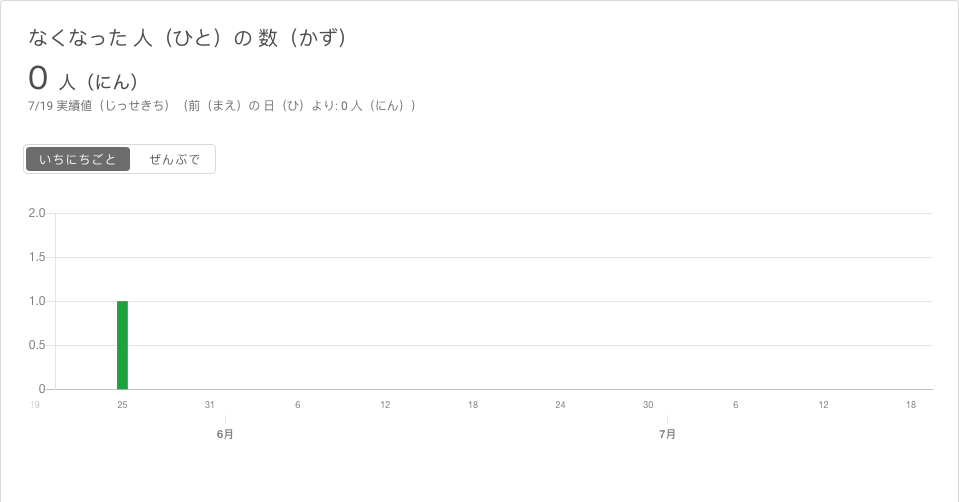 なくなった 人（ひと）の 数（かず）
0 人（にん）
7/19 実績値（じっせきち）（前（まえ）の 日（ひ）より: 0 人（にん））
いちにちごと ぜんぶで
2.0
1.5
1.0
0.5
0
19 25 31 6 12 18 24 30 6 12 18
6月 7月